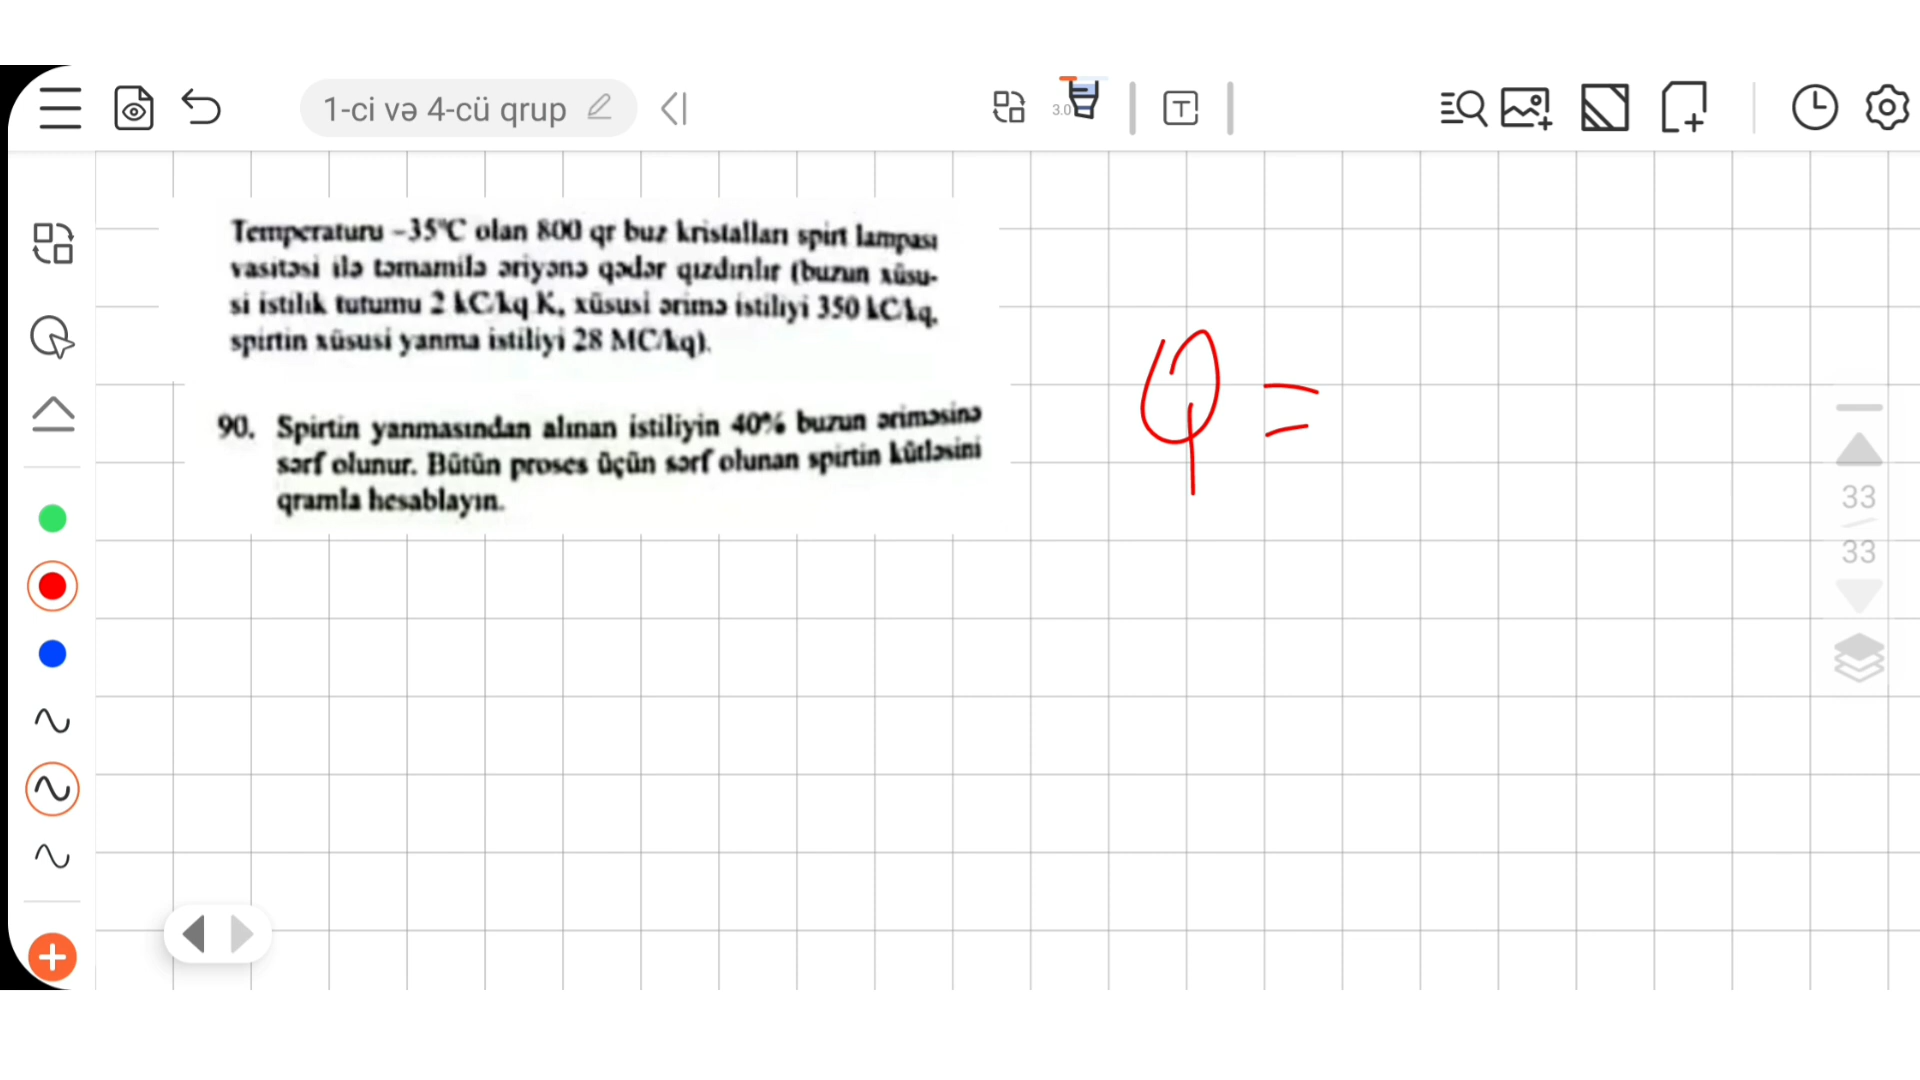 1-ci və 4-cü qrup
3.0
T
Temperaturu –35°C olan 800 qr buz kristalları spirt lampası
vasitəsi ilə tamamilə əriyənə qədər qızdırılır (buzun xüsu-
si istilik tutumu 2 kC/kq K, xüsusi ərimə istiliyi 350 kC/kq,
spirtin xüsusi yanma istiliyi 28 MC/kq).
90. Spirtin yanmasından alınan istiliyin 40% buzun əriməsinə
sərf olunur. Bütün proses üçün sərf olunan spirtin kütləsini
qramla hesablayın.
Q =
33
33